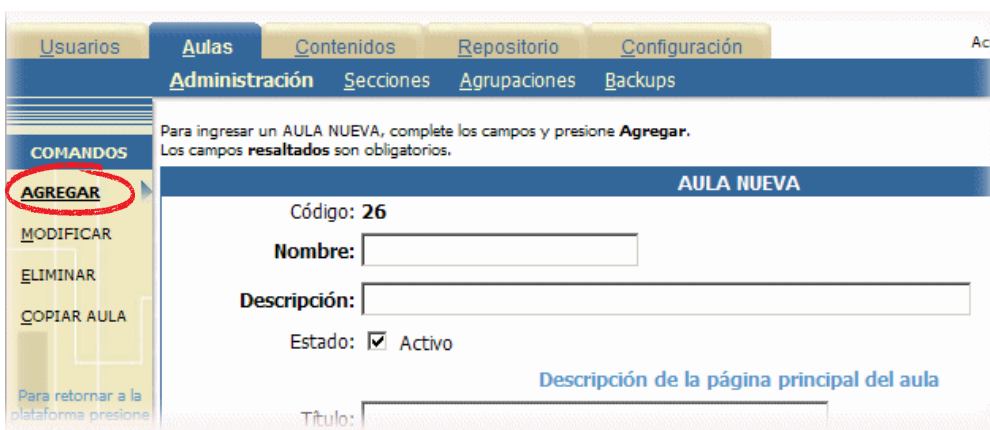 Usuarios Aulas Contenidos Repositorio Configuración
Administración Secciones Agrupaciones Backups
Para ingresar un AULA NUEVA, complete los campos y presione Agregar.
Los campos resaltados son obligatorios.
COMANDOS
AGREGAR
MODIFICAR
ELIMINAR
COPIAR AULA
Para retornar a la
plataforma presione
AULA NUEVA
Código: 26
Nombre:
Descripción:
Estado: Activo
Descripción de la página principal del aula
Título: